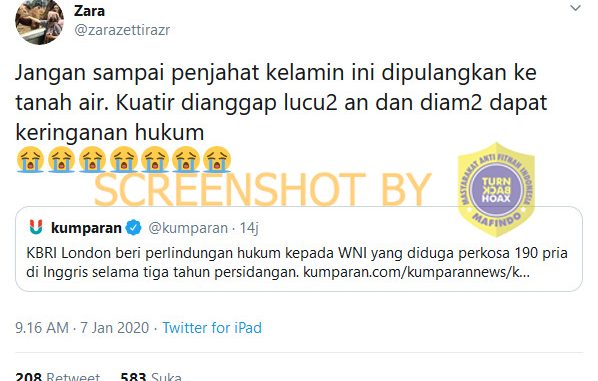 Zara
@zarazettirazr
Jangan sampai penjahat kelamin ini dipulangkan ke
tanah air. Kuatir dianggap lucu2 an dan diam2 dapat
keringanan hukum
😭😭😭😭😭😭😭
SCREENSHOT BY
MASYARAKAT ANTI FITNAH INDONESIA
TURN
BACK
HOAX
MAFINDO
kumparan @kumparan · 14j
KBRI London beri perlindungan hukum kepada WNI yang diduga perkosa 190 pria
di Inggris selama tiga tahun persidangan. kumparan.com/kumparannews/k...
9.16 AM · 7 Jan 2020 · Twitter for iPad
208 Retweet 583 Suka